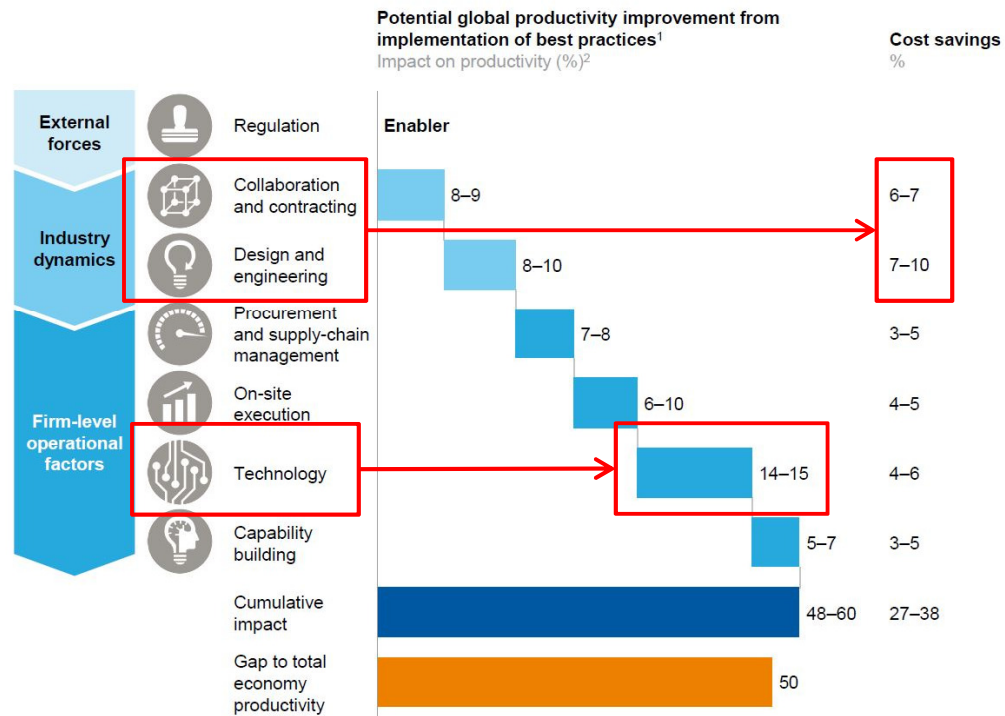 Potential global productivity improvement from
implementation of best practices¹
Impact on productivity (%)²
Cost savings
%
External
forces
Regulation
Enabler
Industry
dynamics
Collaboration
and contracting
8–9
6–7
Design and
engineering
8–10
7–10
Firm-level
operational
factors
Procurement
and supply-chain
management
7–8
3–5
On-site
execution
6–10
4–5
Technology
14–15
4–6
Capability
building
5–7
3–5
Cumulative
impact
48–60
27–38
Gap to total
economy
productivity
50